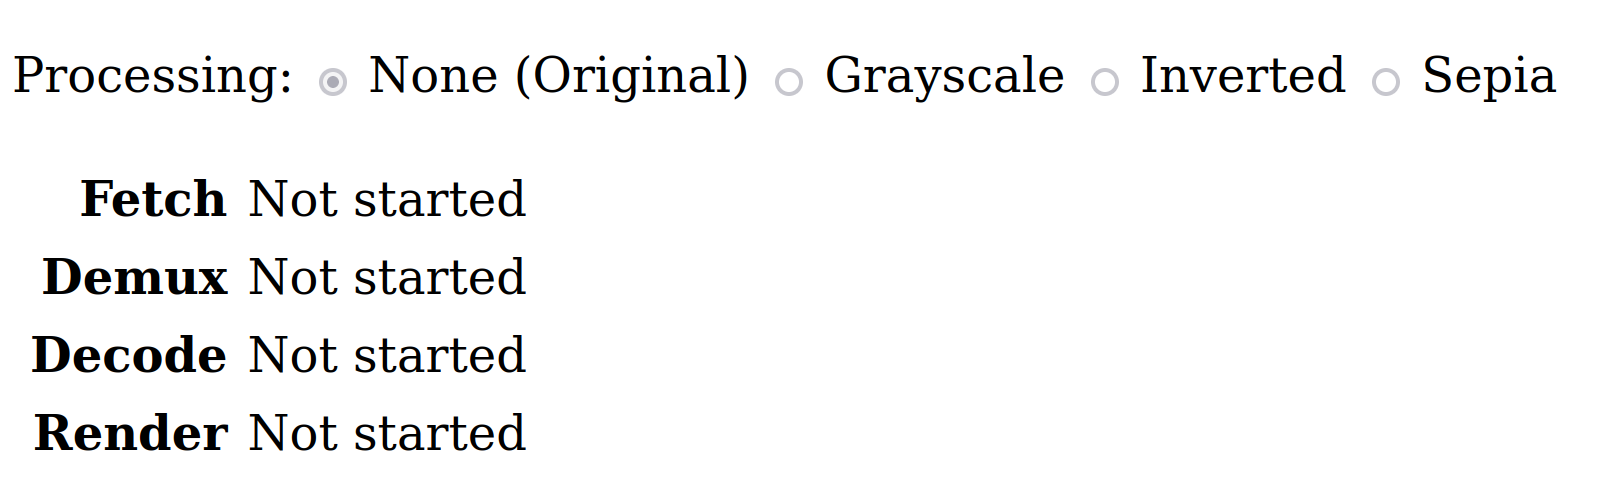 Processing: None (Original) Grayscale Inverted Sepia
Fetch Not started
Demux Not started
Decode Not started
Render Not started